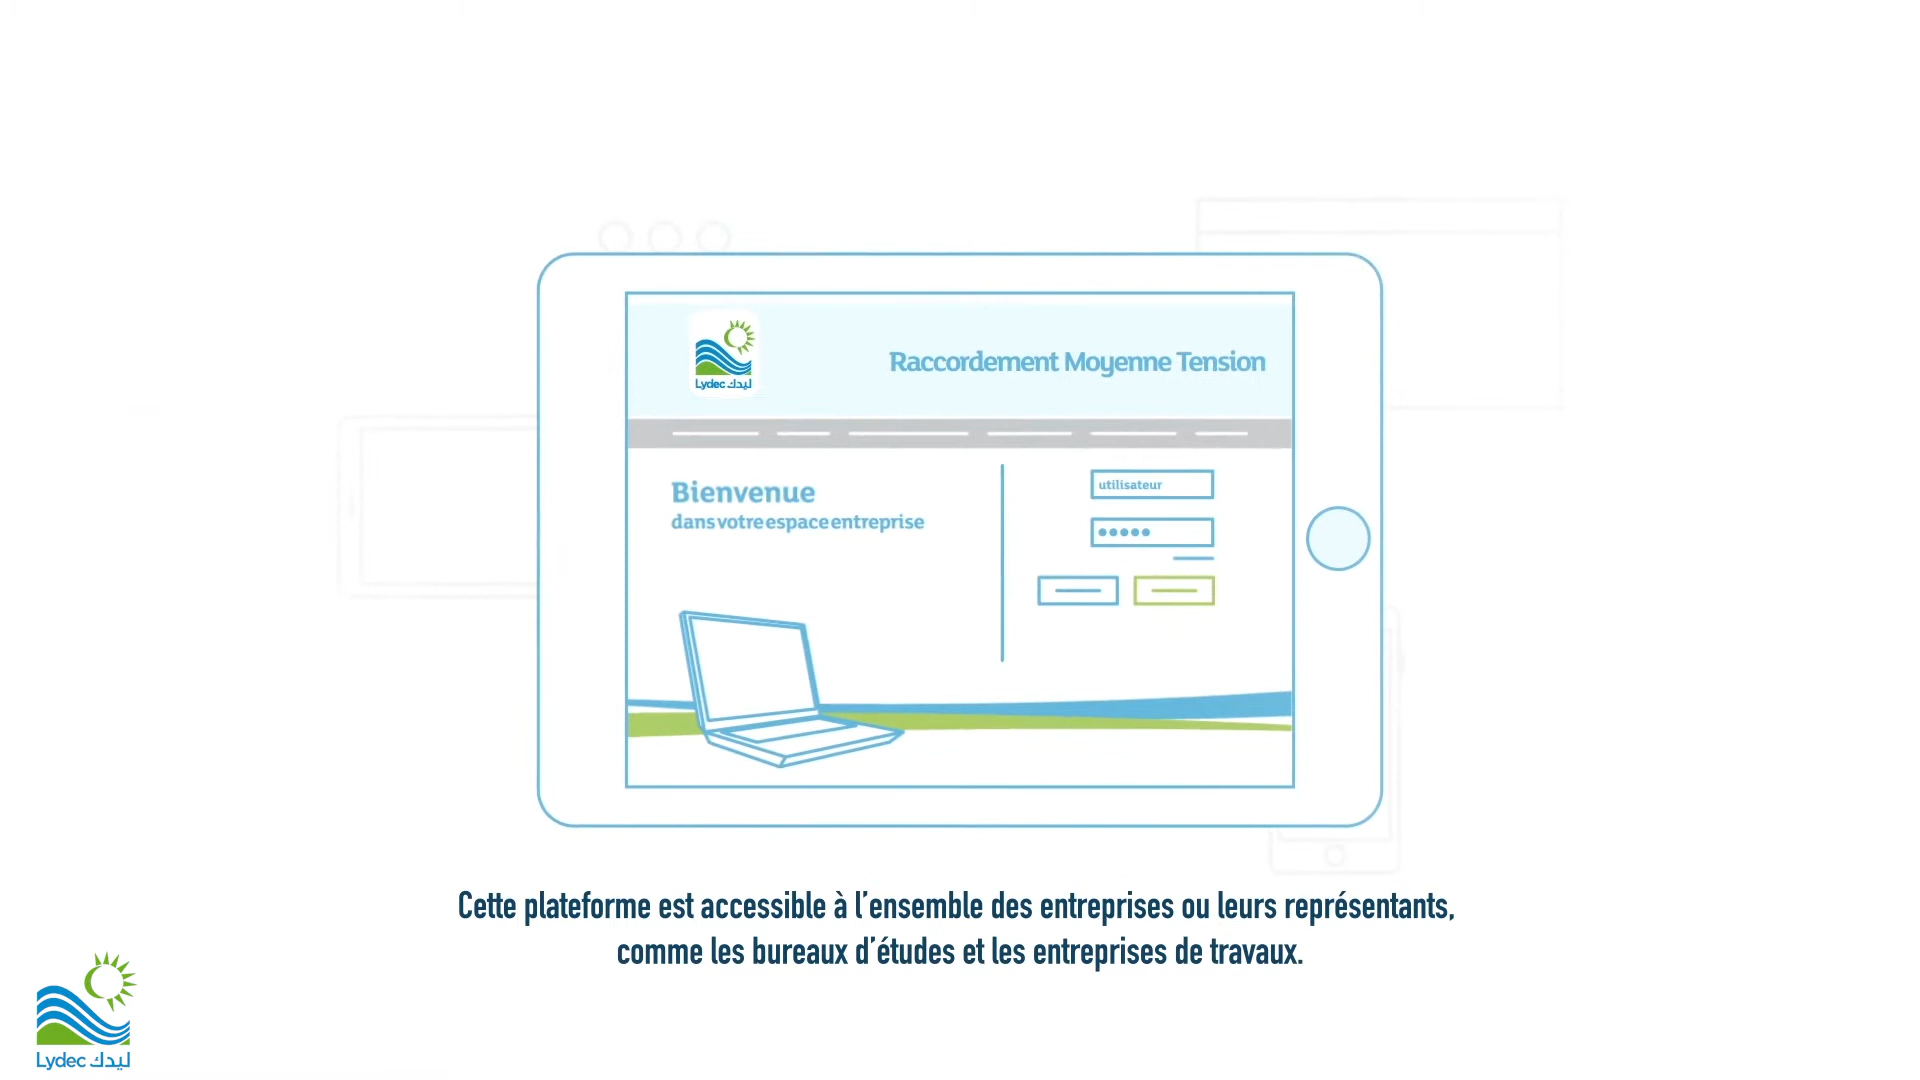 Lydec ليدك
Raccordement Moyenne Tension
Bienvenue
dans votre espace entreprise
utilisateur
Cette plateforme est accessible à l’ensemble des entreprises ou leurs représentants,
comme les bureaux d’études et les entreprises de travaux.
Lydec ليدك